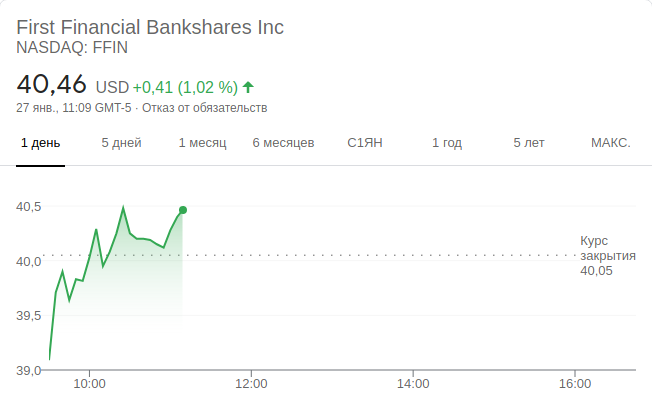 First Financial Bankshares Inc
NASDAQ: FFIN
40,46 USD +0,41 (1,02 %)
27 янв., 11:09 GMT-5 · Отказ от обязательств
1 день 5 дней 1 месяц 6 месяцев С1ЯН 1 год 5 лет МАКС.
40,5
Курс
закрытия
40,05
40,0
39,5
39,0
10:00 12:00 14:00 16:00